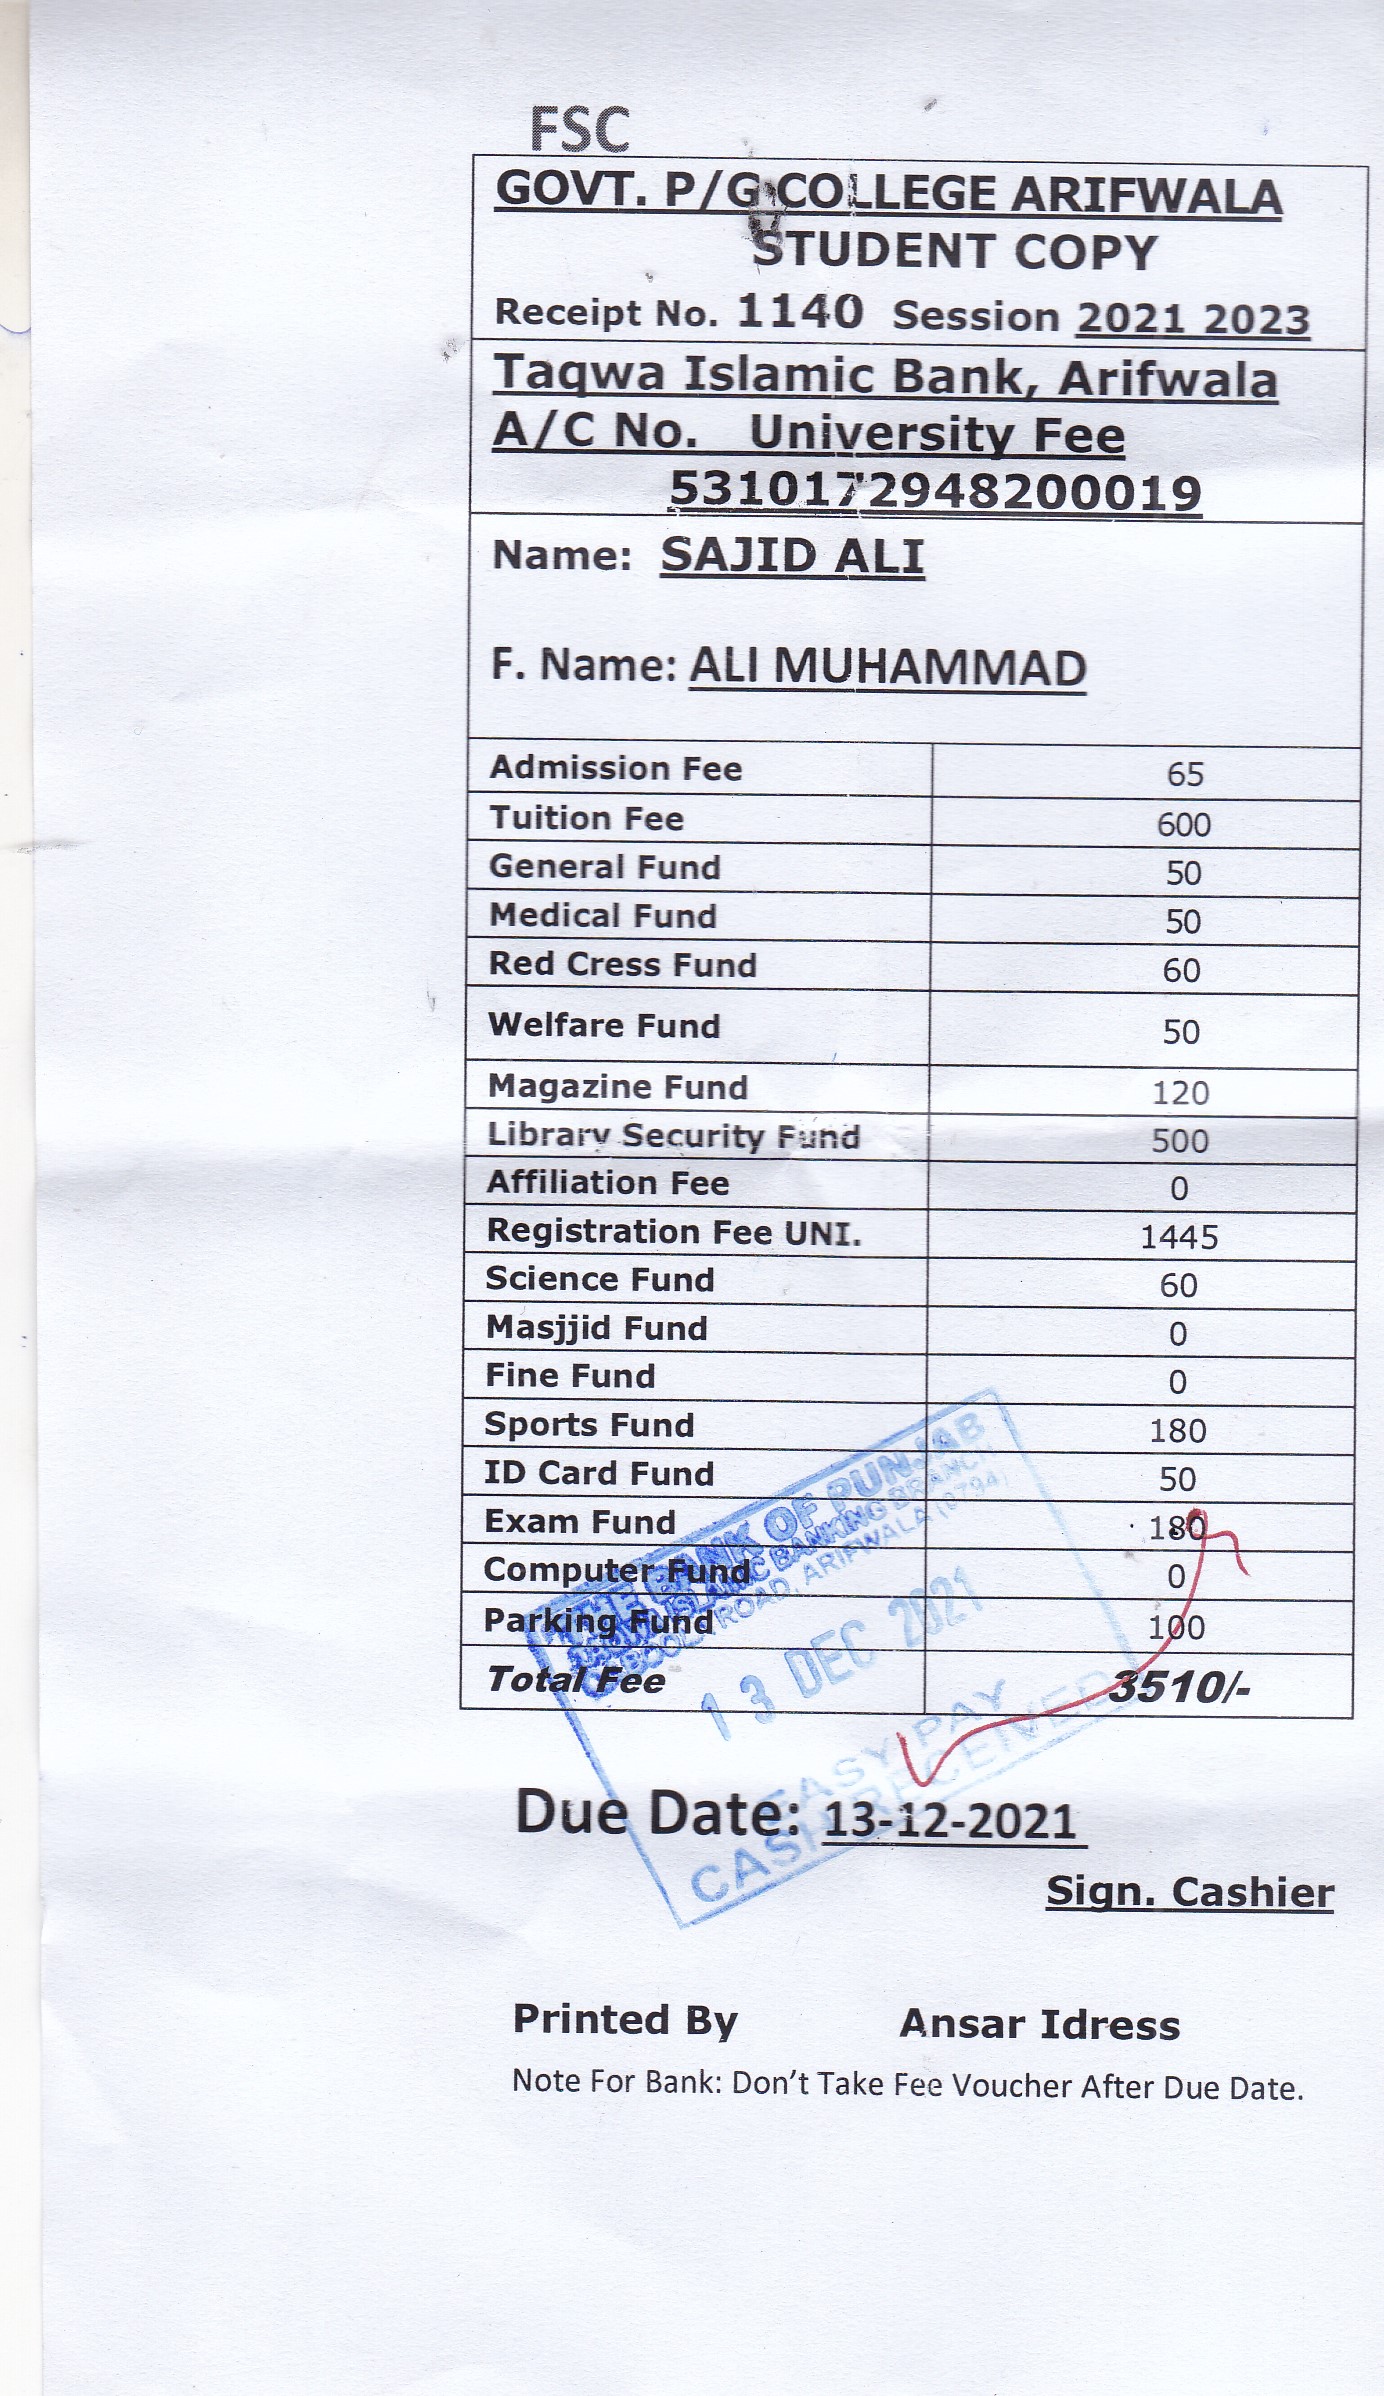 FSC
GOVT. P/G COLLEGE ARIFWALA
STUDENT COPY
Receipt No. 1140 Session 2021 2023
Taqwa Islamic Bank, Arifwala
A/C No. University Fee
5310172948200019
Name: SAJID ALI
F. Name: ALI MUHAMMAD
Admission Fee 65
Tuition Fee 600
General Fund 50
Medical Fund 50
Red Cress Fund 60
Welfare Fund 50
Magazine Fund 120
Library Security Fund 500
Affiliation Fee 0
Registration Fee UNI. 1445
Science Fund 60
Masjjid Fund 0
Fine Fund 0
Sports Fund 180
ID Card Fund 50
Exam Fund 180
Computer Fund 0
Parking Fund 100
Total Fee 3510/-
THE BANK OF PUNJAB
ISLAMIC BANKING BRANCH
ROAD, ARIFWALA (0794)
13 DEC 2021
EASY PAY
CASH RECEIVED
Due Date: 13-12-2021
Sign. Cashier
Printed By Ansar Idress
Note For Bank: Don't Take Fee Voucher After Due Date.